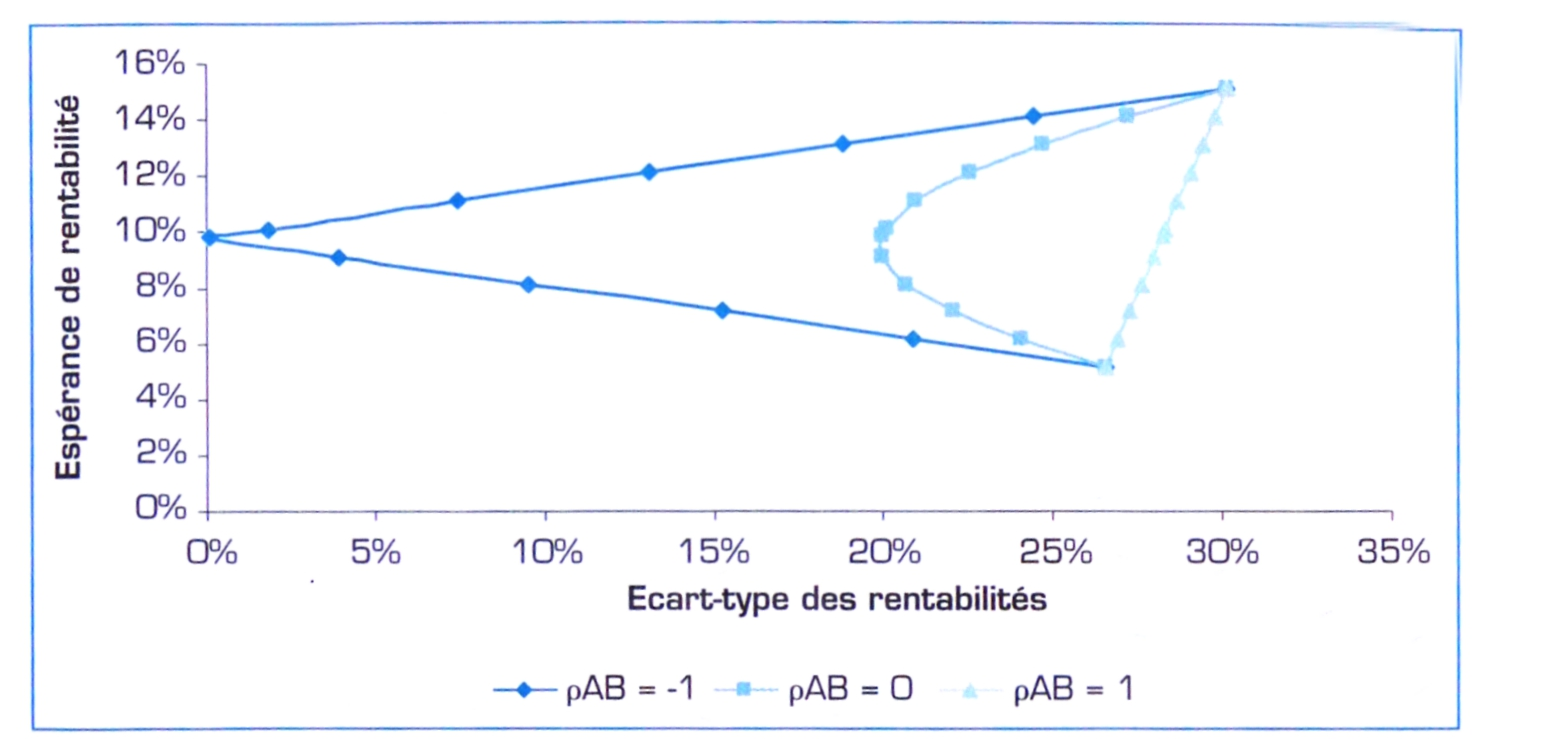 Espérance de rentabilité
16%
14%
12%
10%
8%
6%
4%
2%
0%
0% 5% 10% 15% 20% 25% 30% 35%
Ecart-type des rentabilités
ρAB = -1 ρAB = 0 ρAB = 1